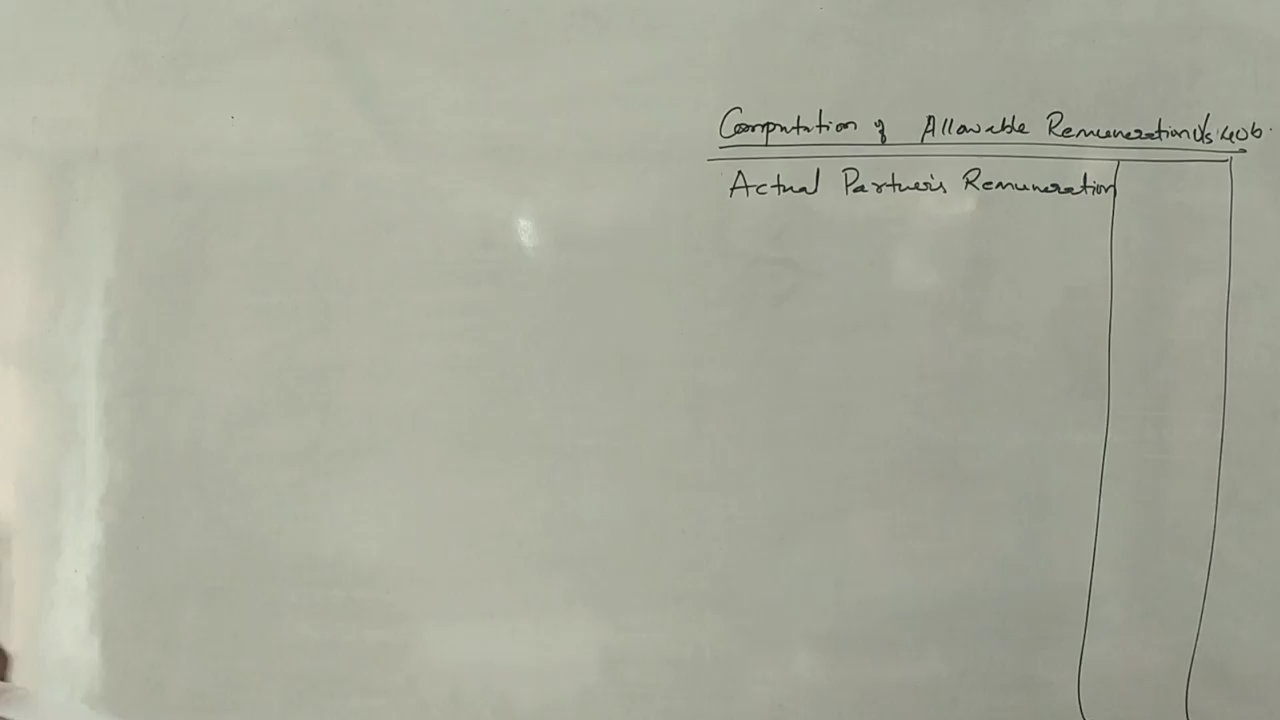 Computation of Allowable Remuneration U/s 40b.
Actual Partner's Remuneration